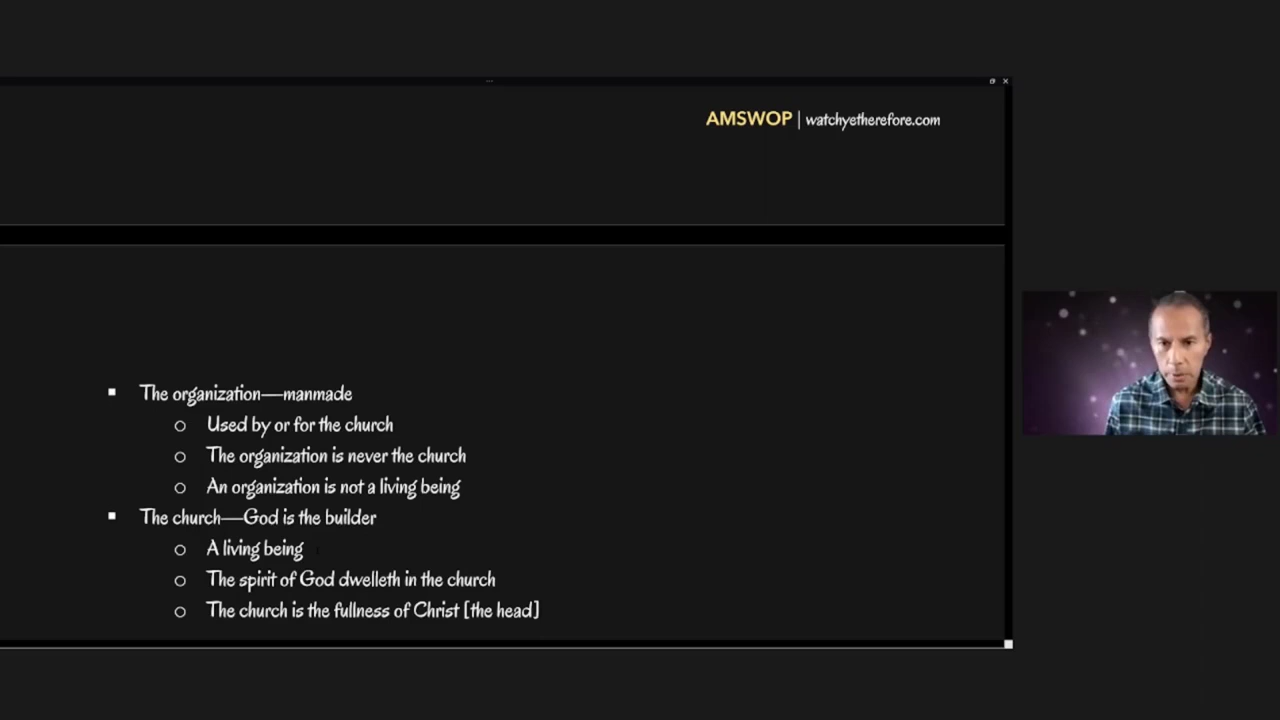 AMSWOP | watchyetherefore.com
▪ The organization—manmade
○ Used by or for the church
○ The organization is never the church
○ An organization is not a living being
▪ The church—God is the builder
○ A living being
○ The spirit of God dwelleth in the church
○ The church is the fullness of Christ [the head]